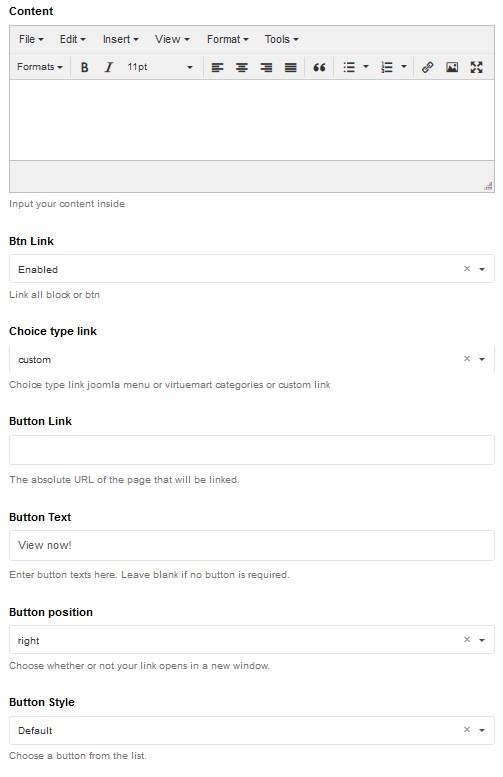 Content
File Edit Insert View Format Tools
Formats B I 11pt
Input your content inside
Btn Link
Enabled
Link all block or btn
Choice type link
custom
Choice type link joomla menu or virtuemart categories or custom link
Button Link
The absolute URL of the page that will be linked.
Button Text
View now!
Enter button texts here. Leave blank if no button is required.
Button position
right
Choose whether or not your link opens in a new window.
Button Style
Default
Choose a button from the list.